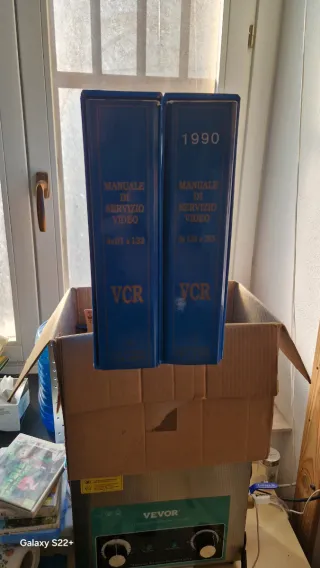 MANUALE
DI
SERVIZIO
VIDEO
VCR
1990
MANUALE
DI
SERVIZIO
VIDEO
VCR
VEVOR
Galaxy S22+